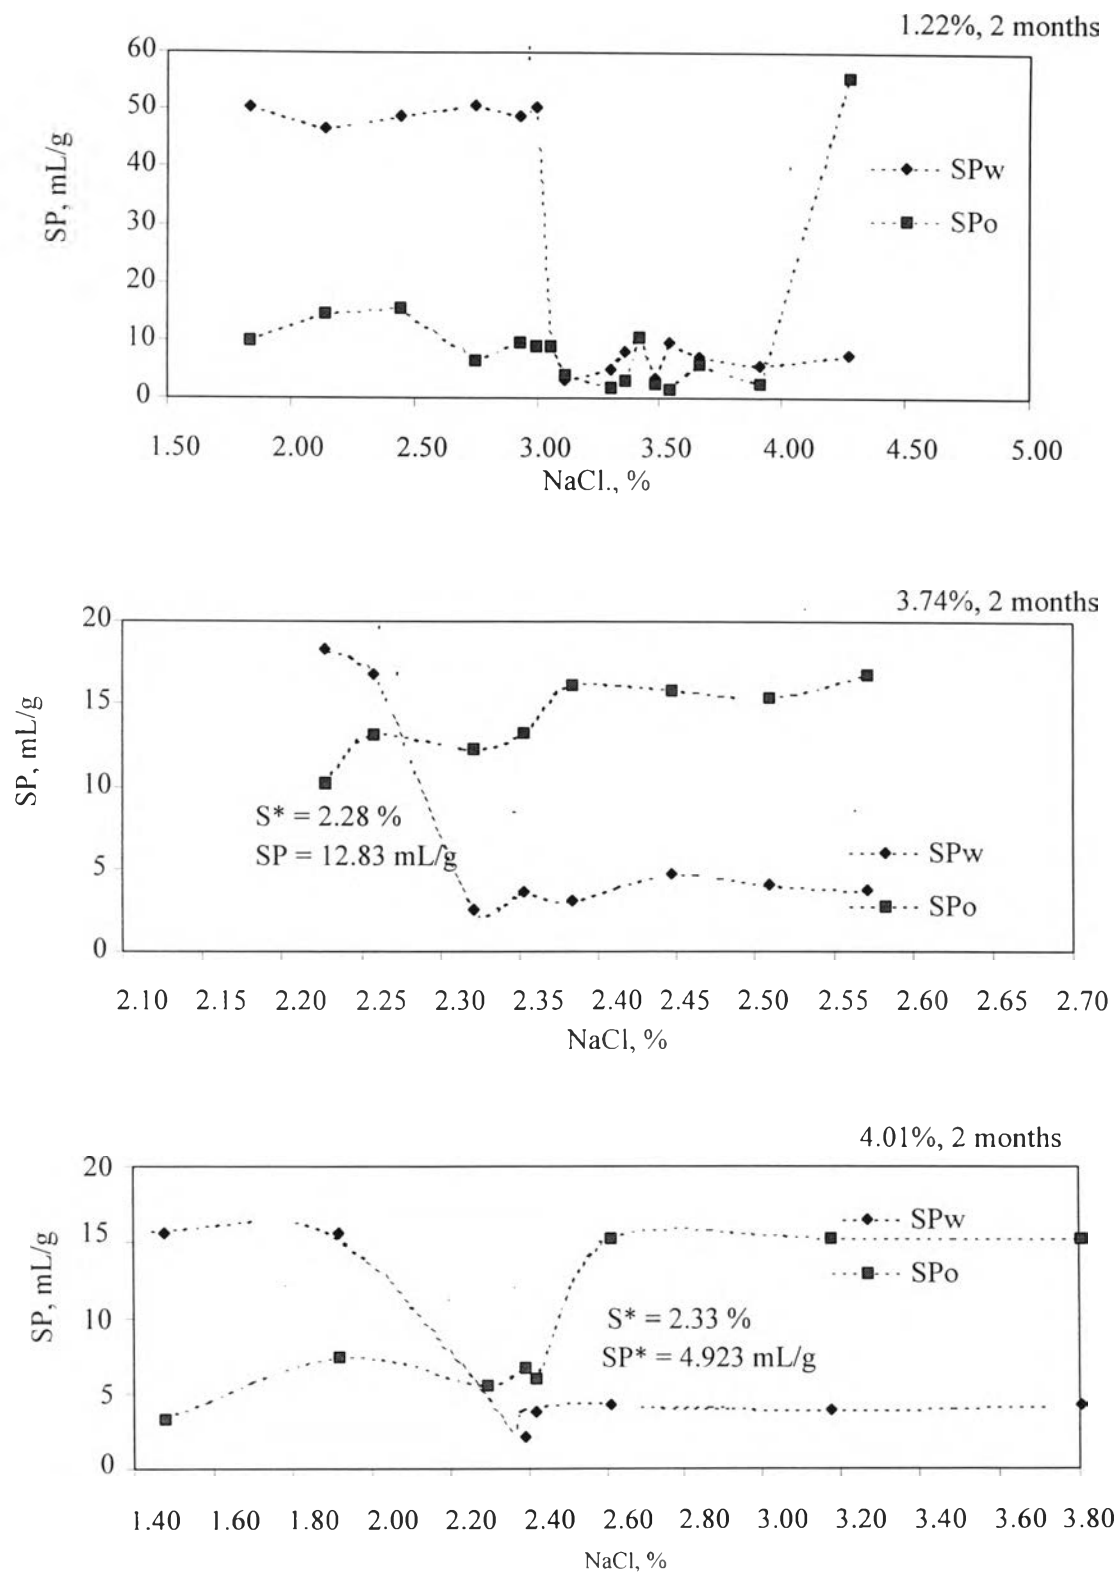 1.22%, 2 months
60
50
40
30
20
10
0
SP, mL/g
SPw
SPo
1.50 2.00 2.50 3.00 3.50 4.00 4.50 5.00
NaCl., %
3.74%, 2 months
20
15
10
5
0
SP, mL/g
S* = 2.28 %
SP = 12.83 mL/g
SPw
SPo
2.10 2.15 2.20 2.25 2.30 2.35 2.40 2.45 2.50 2.55 2.60 2.65 2.70
NaCl, %
4.01%, 2 months
20
15
10
5
0
SP, mL/g
SPw
SPo
S* = 2.33 %
SP* = 4.923 mL/g
1.40 1.60 1.80 2.00 2.20 2.40 2.60 2.80 3.00 3.20 3.40 3.60 3.80
NaCl, %